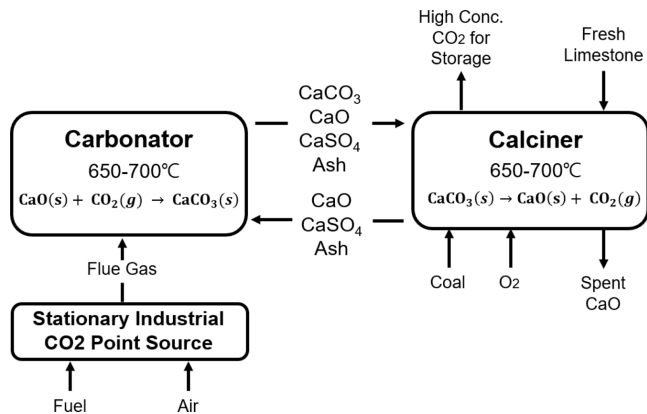 High Conc.
CO2 for
Storage
Fresh
Limestone
CaCO3
CaO
CaSO4
Ash
Carbonator
650-700℃
CaO(s) + CO2(g) → CaCO3(s)
Calciner
650-700℃
CaCO3(s) → CaO(s) + CO2(g)
CaO
CaSO4
Ash
Flue Gas
Coal
O2
Spent
CaO
Stationary Industrial
CO2 Point Source
Fuel
Air